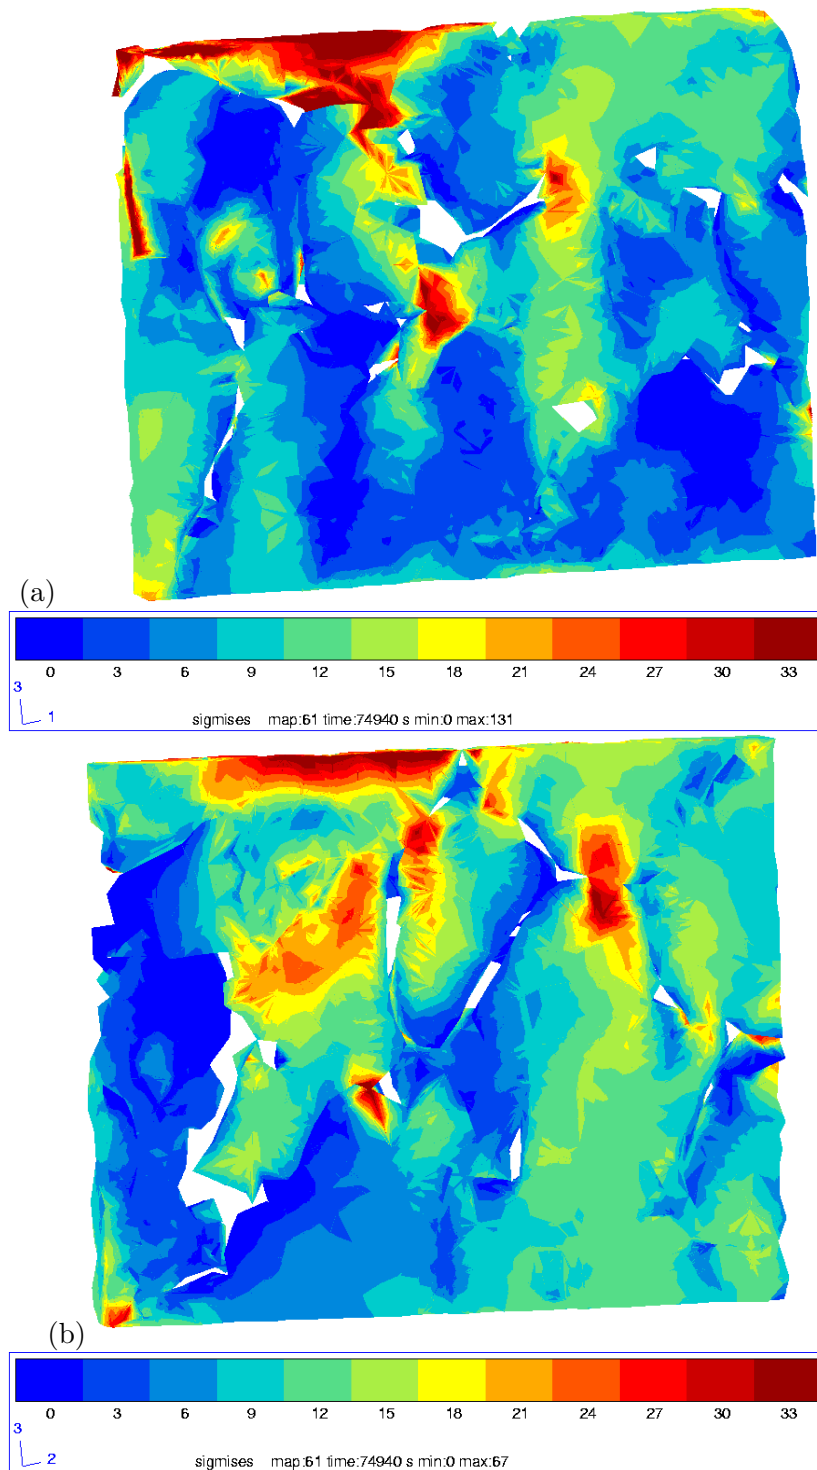 (a)
0 3 6 9 12 15 18 21 24 27 30 33
3
1
sigmises map:61 time:74940 s min:0 max:131
(b)
0 3 6 9 12 15 18 21 24 27 30 33
3
2
sigmises map:61 time:74940 s min:0 max:67